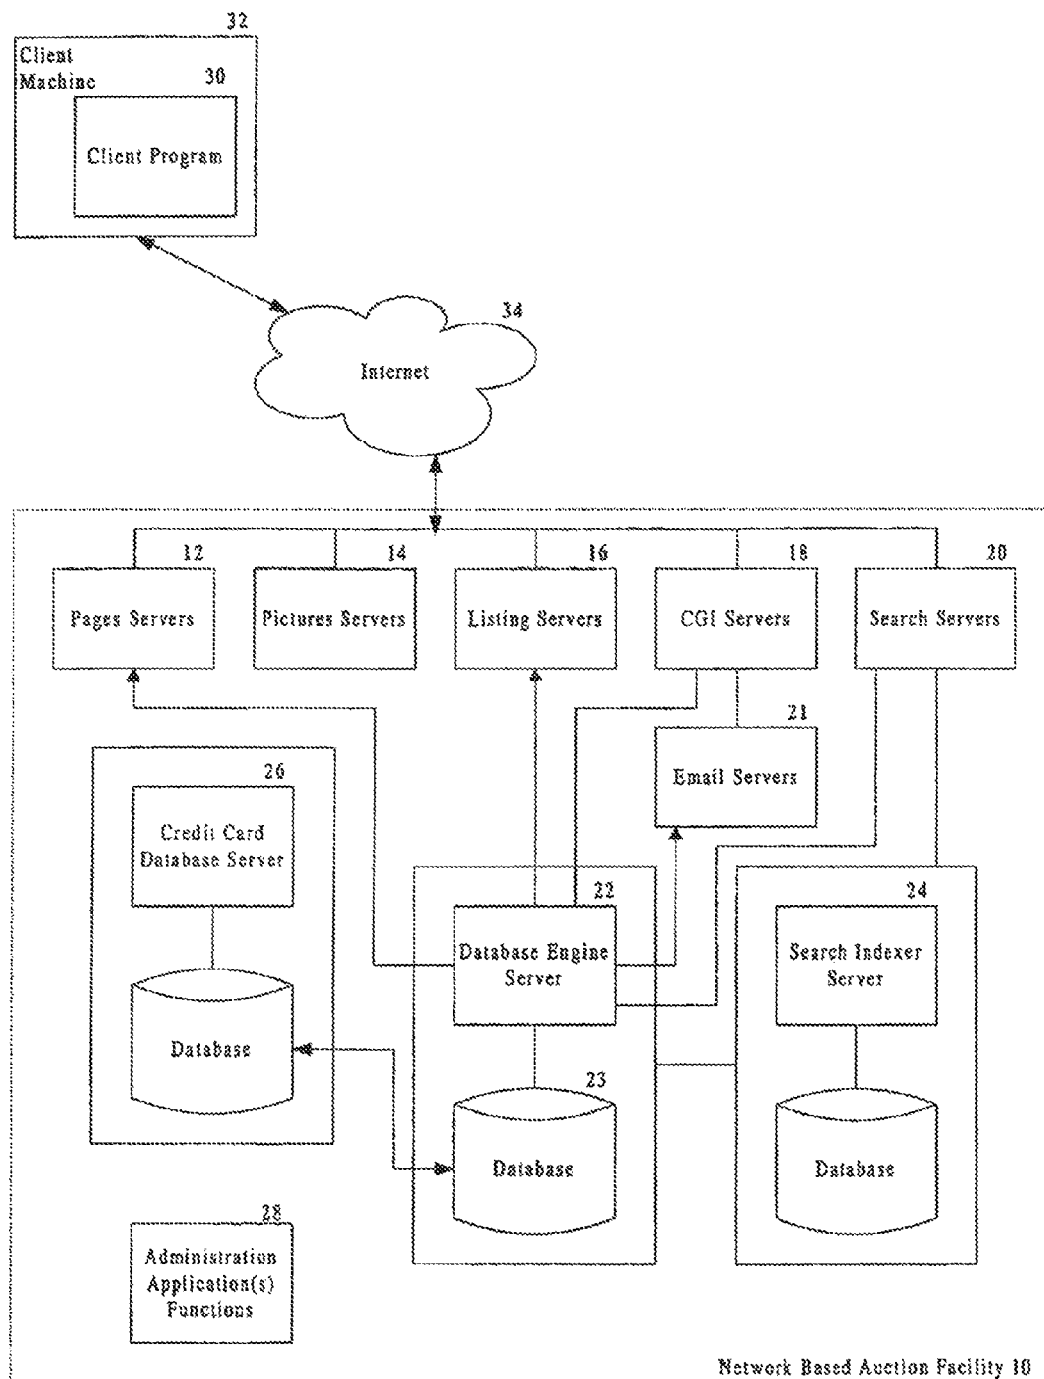 32
Client
Machine
30
Client Program
34
Internet
12
14
16
18
20
Pages Servers
Pictures Servers
Listing Servers
CGI Servers
Search Servers
21
Email Servers
26
Credit Card
Database Server
22
Database Engine
Server
24
Search Indexer
Server
Database
23
Database
Database
28
Administration
Application(s)
Functions
Network Based Auction Facility 10